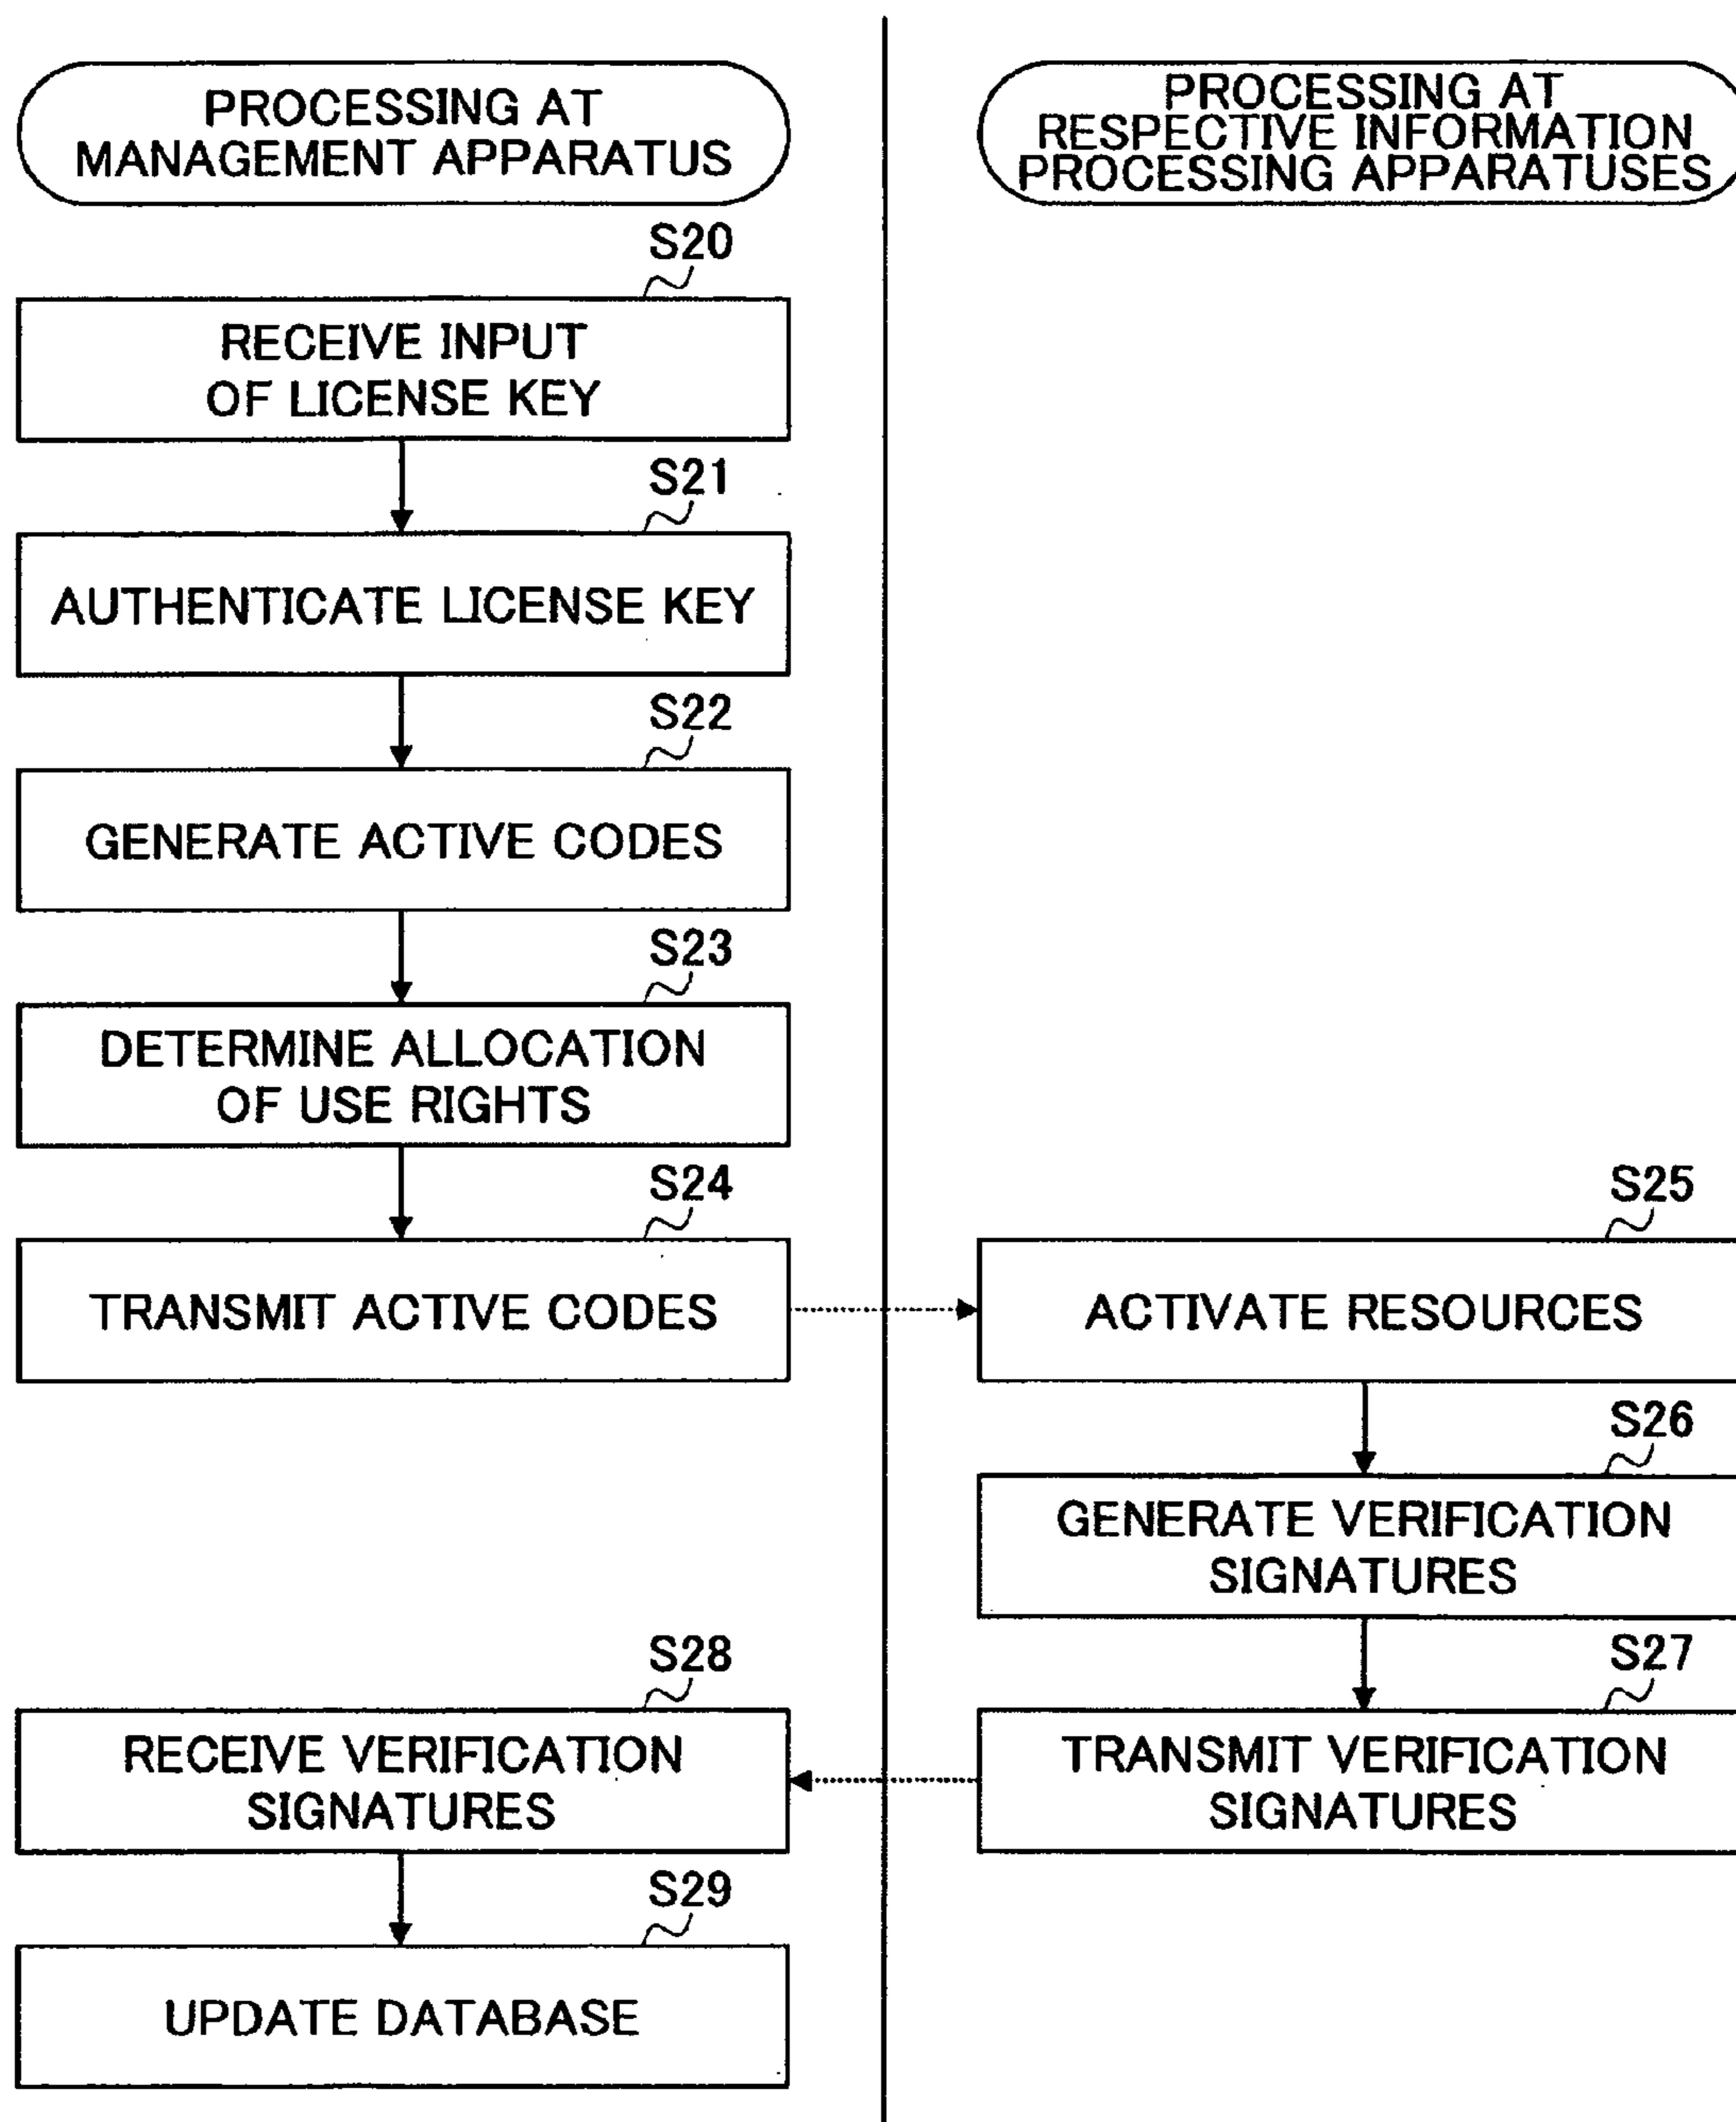 PROCESSING AT
MANAGEMENT APPARATUS
PROCESSING AT
RESPECTIVE INFORMATION
PROCESSING APPARATUSES
S20
RECEIVE INPUT
OF LICENSE KEY
S21
AUTHENTICATE LICENSE KEY
S22
GENERATE ACTIVE CODES
S23
DETERMINE ALLOCATION
OF USE RIGHTS
S24
TRANSMIT ACTIVE CODES
S25
ACTIVATE RESOURCES
S26
GENERATE VERIFICATION
SIGNATURES
S27
TRANSMIT VERIFICATION
SIGNATURES
S28
RECEIVE VERIFICATION
SIGNATURES
S29
UPDATE DATABASE